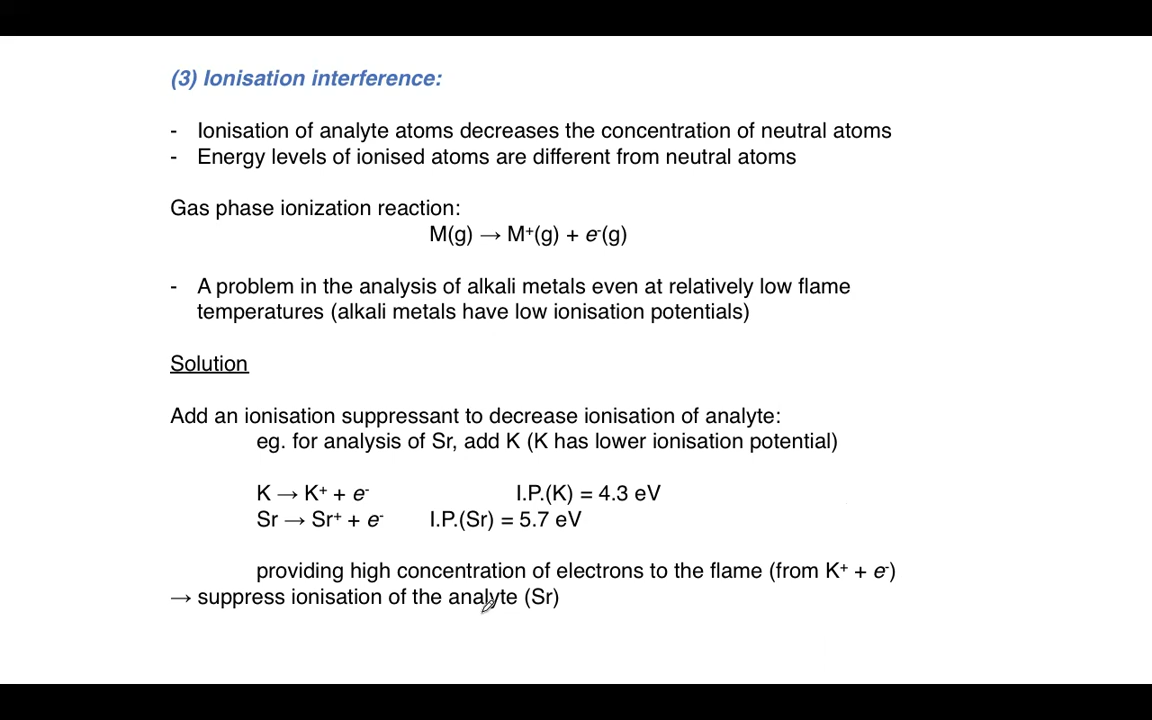 (3) Ionisation interference:
- Ionisation of analyte atoms decreases the concentration of neutral atoms
- Energy levels of ionised atoms are different from neutral atoms
Gas phase ionization reaction:
M(g) → M⁺(g) + e⁻(g)
- A problem in the analysis of alkali metals even at relatively low flame
temperatures (alkali metals have low ionisation potentials)
Solution
Add an ionisation suppressant to decrease ionisation of analyte:
eg. for analysis of Sr, add K (K has lower ionisation potential)
K → K⁺ + e⁻ I.P.(K) = 4.3 eV
Sr → Sr⁺ + e⁻ I.P.(Sr) = 5.7 eV
providing high concentration of electrons to the flame (from K⁺ + e⁻)
→ suppress ionisation of the analyte (Sr)